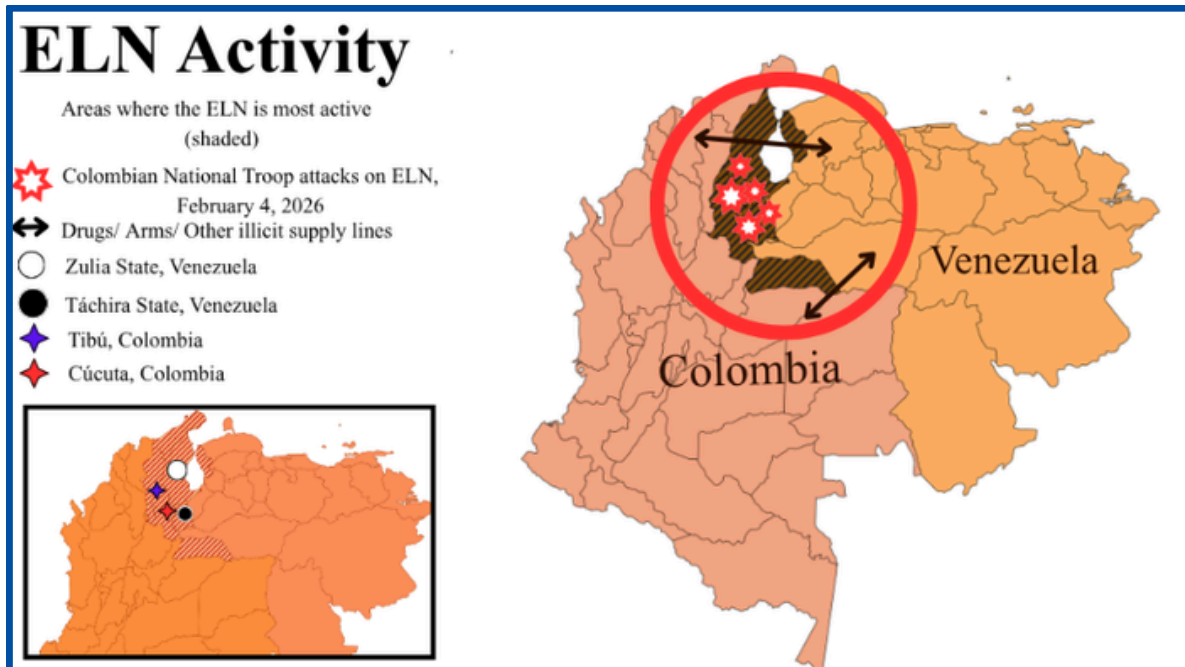 ELN Activity
Areas where the ELN is most active
(shaded)
Colombian National Troop attacks on ELN,
February 4, 2026
Drugs/ Arms/ Other illicit supply lines
Zulia State, Venezuela
Táchira State, Venezuela
Tibú, Colombia
Cúcuta, Colombia
Venezuela
Colombia